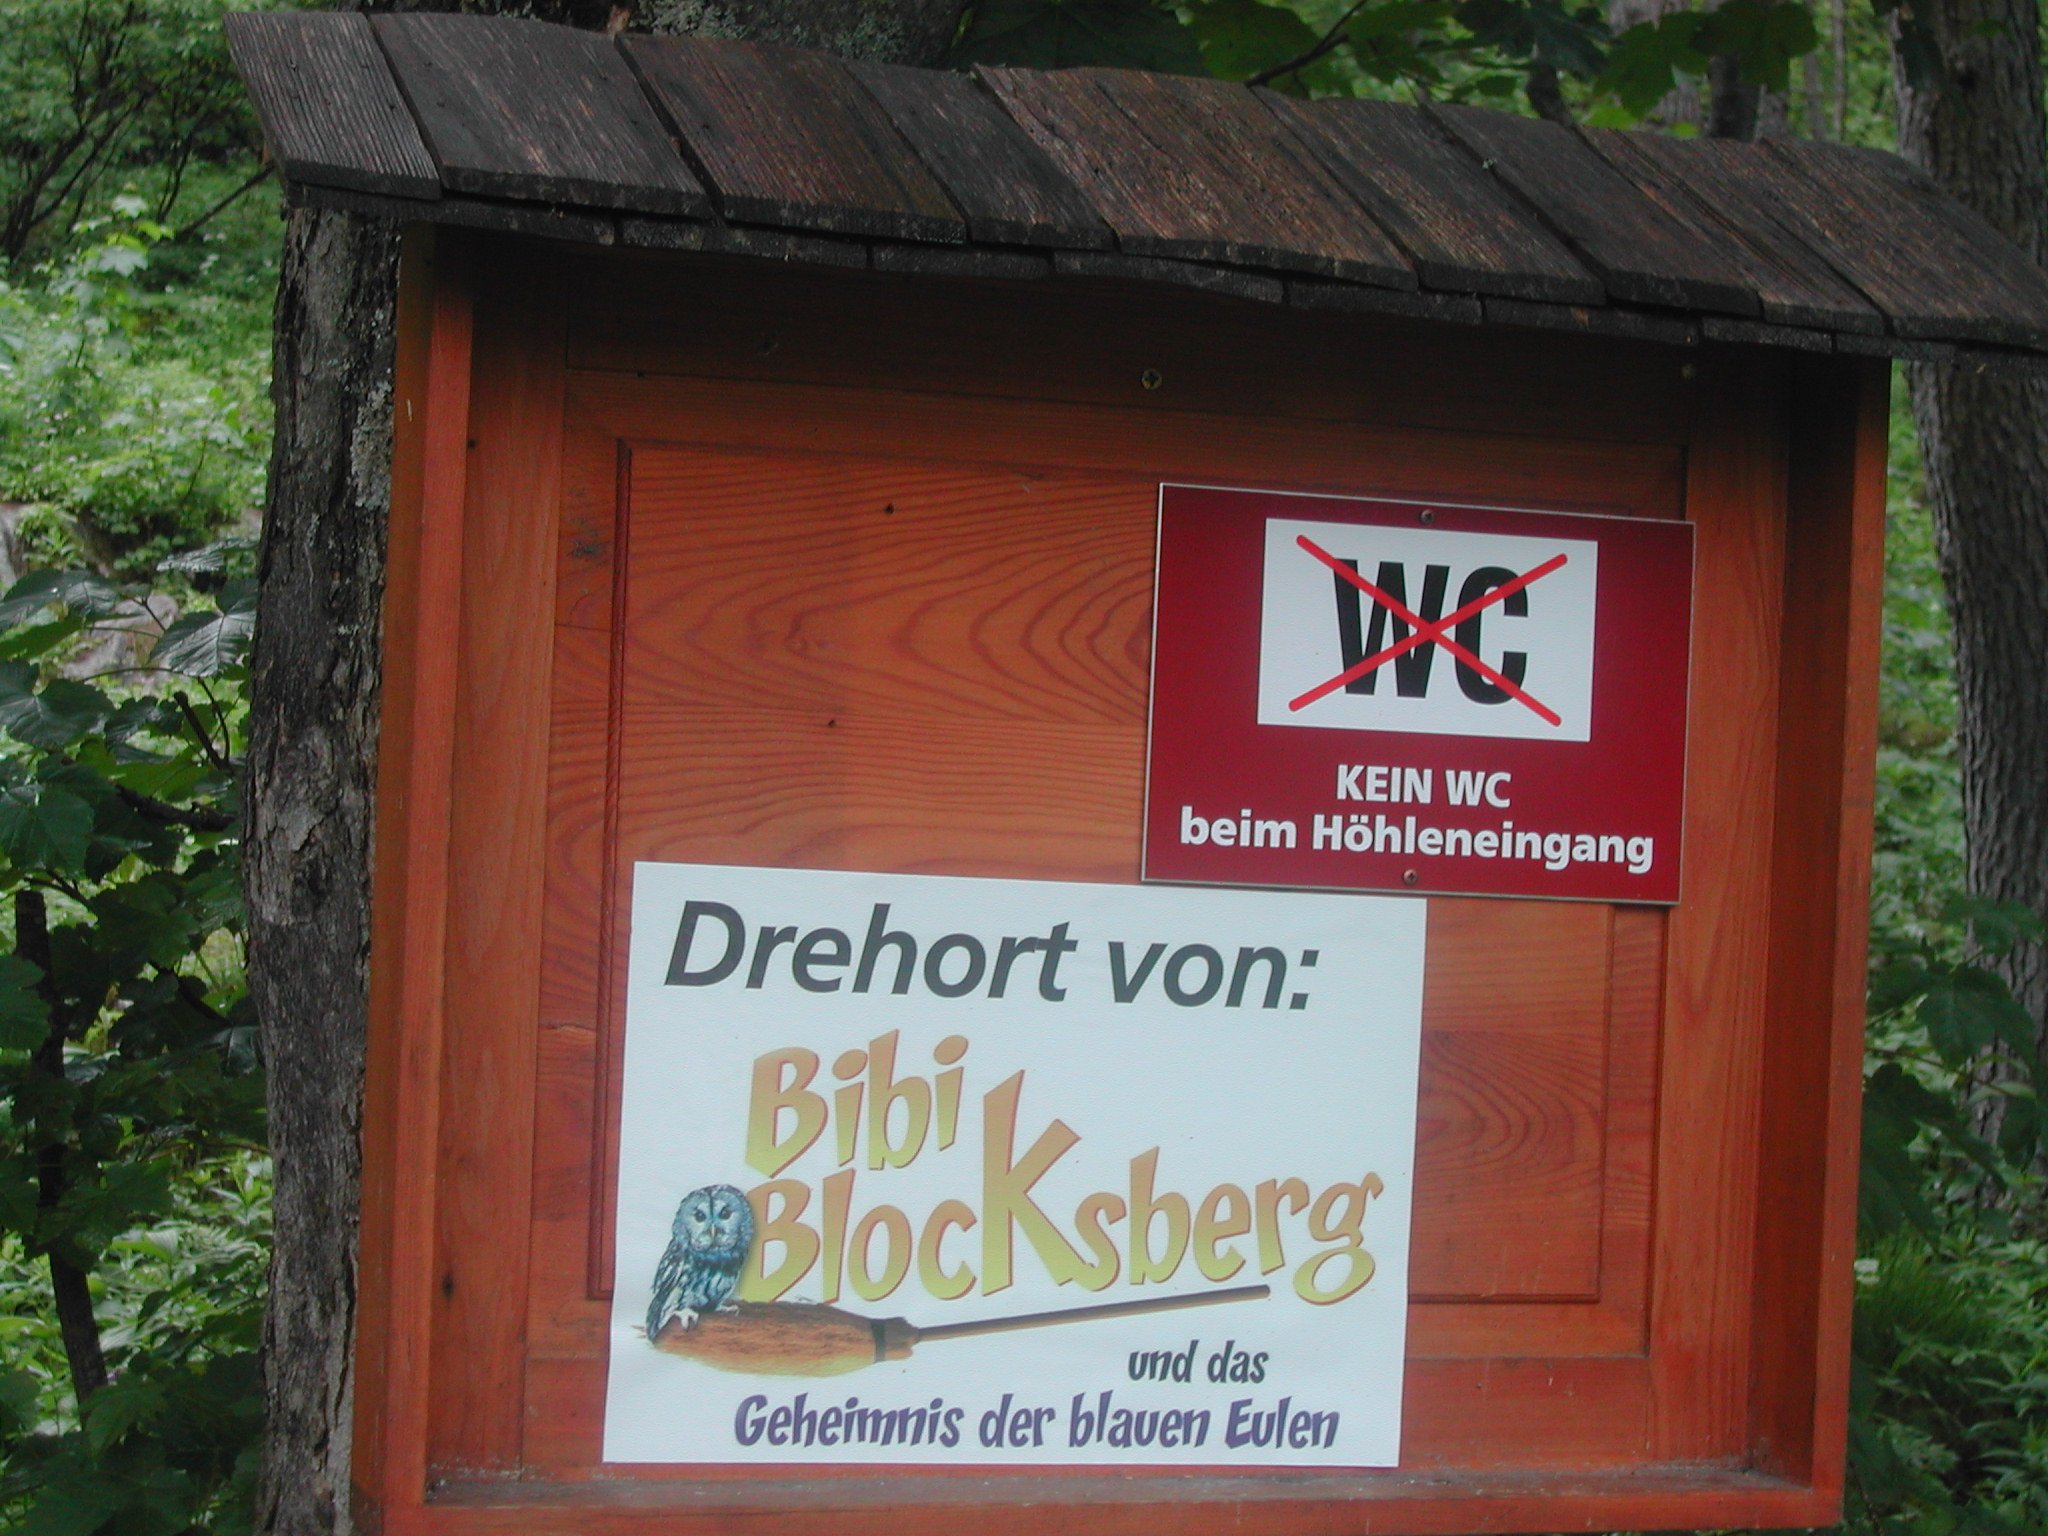 WC
KEIN WC
beim Höhleneingang
Drehort von:
Bibi
Blocksberg
und das
Geheimnis der blauen Eulen